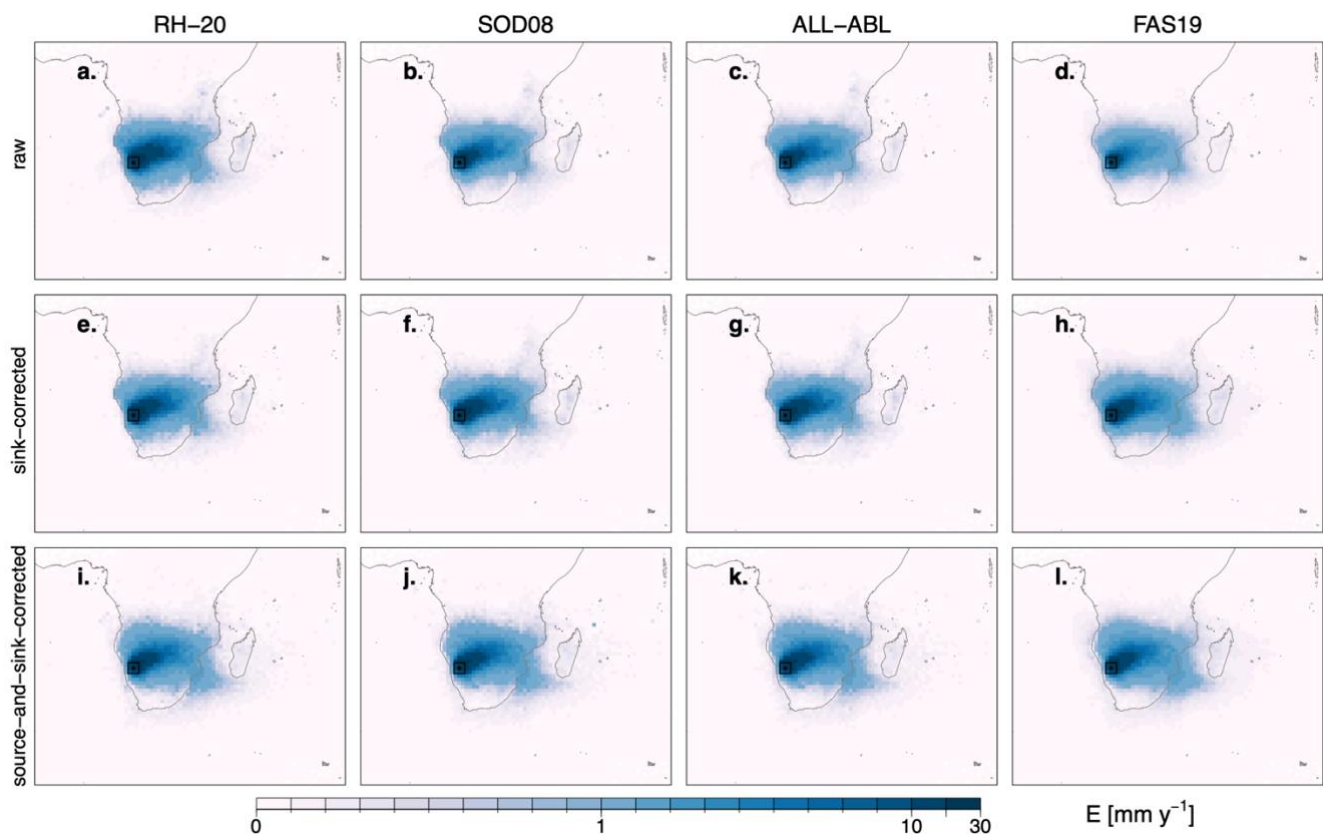 RH−20 SOD08 ALL−ABL FAS19
raw
a. b. c. d.
sink−corrected
e. f. g. h.
source−and−sink−corrected
i. j. k. l.
0 1 10 30 E [mm y⁻¹]